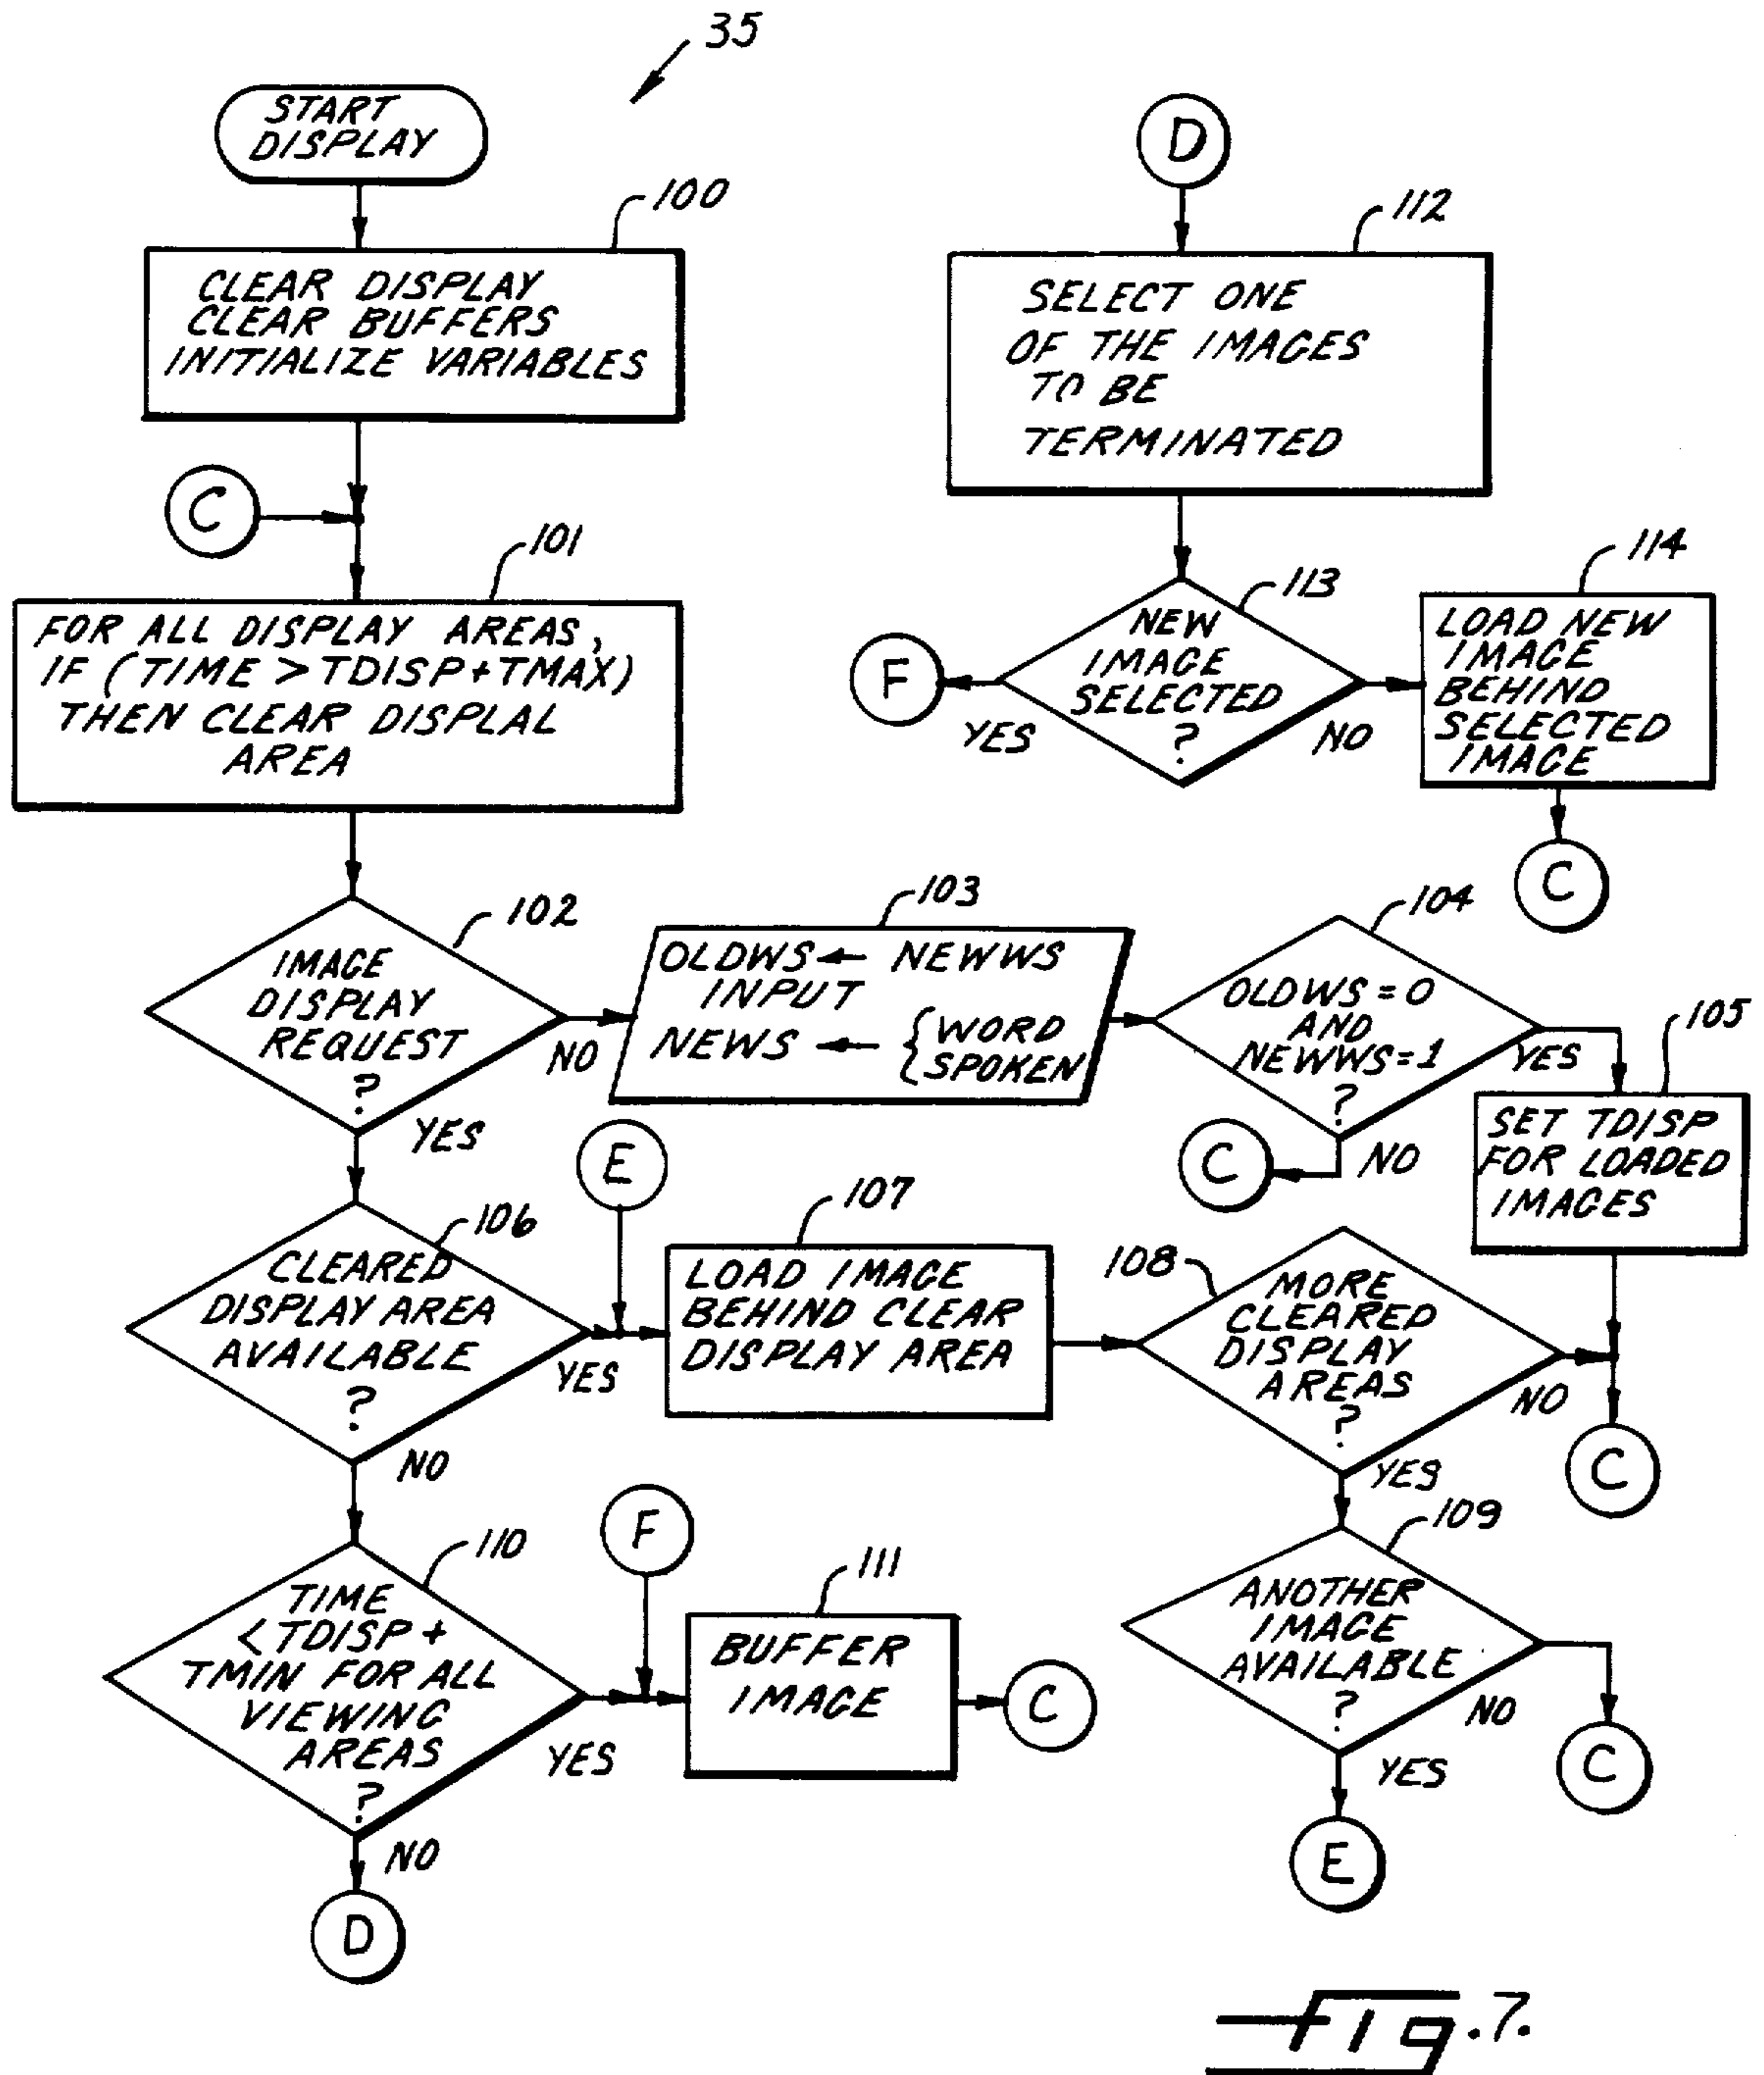 35
START
DISPLAY
100
CLEAR DISPLAY
CLEAR BUFFERS
INITIALIZE VARIABLES
C
101
FOR ALL DISPLAY AREAS,
IF (TIME > TDISP+TMAX)
THEN CLEAR DISPLAL
AREA
D
112
SELECT ONE
OF THE IMAGES
TO BE
TERMINATED
113
NEW
IMAGE
SELECTED
?
F
YES
NO
114
LOAD NEW
IMAGE
BEHIND
SELECTED
IMAGE
C
102
IMAGE
DISPLAY
REQUEST
?
NO
YES
103
OLDWS ← NEWWS
INPUT
NEWS ← { WORD
SPOKEN
104
OLDWS = 0
AND
NEWWS = 1
?
YES
C
NO
105
SET TDISP
FOR LOADED
IMAGES
E
106
CLEARED
DISPLAY AREA
AVAILABLE
?
YES
NO
107
LOAD IMAGE
BEHIND CLEAR
DISPLAY AREA
108
MORE
CLEARED
DISPLAY
AREAS
?
NO
C
YES
109
ANOTHER
IMAGE
AVAILABLE
?
NO
C
YES
E
110
TIME
< TDISP +
TMIN FOR ALL
VIEWING
AREAS
?
YES
NO
D
F
111
BUFFER
IMAGE
C
Fig. 7.